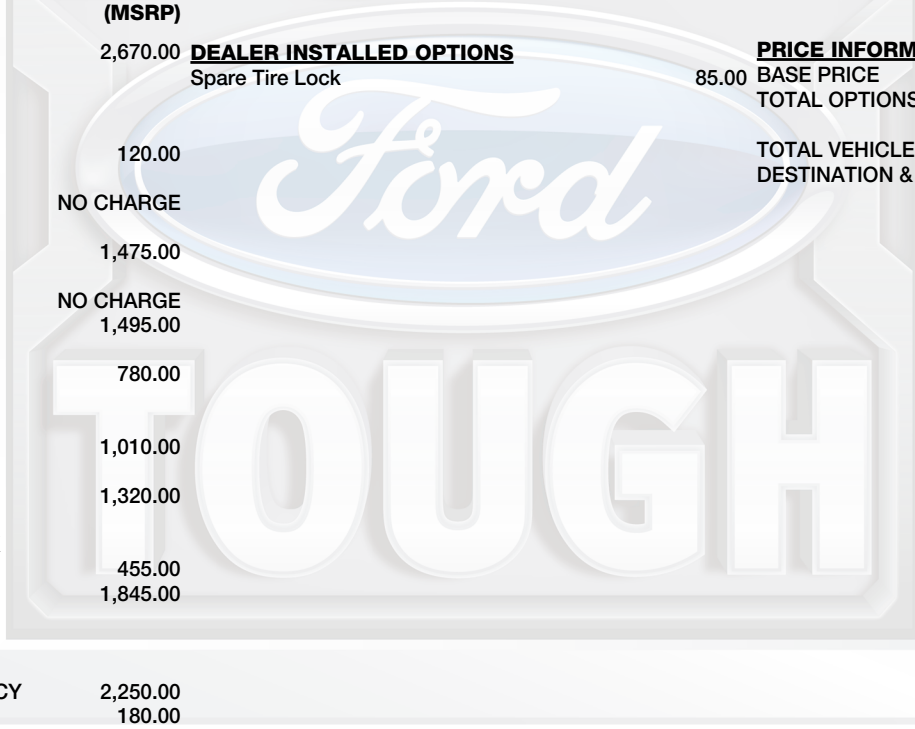 (MSRP)
2,670.00
120.00
NO CHARGE
1,475.00
NO CHARGE
1,495.00
780.00
1,010.00
1,320.00
455.00
1,845.00
CY 2,250.00
180.00
DEALER INSTALLED OPTIONS
Spare Tire Lock 85.00
PRICE INFORM
BASE PRICE
TOTAL OPTIONS
TOTAL VEHICLE
DESTINATION &
Ford
TOUGH